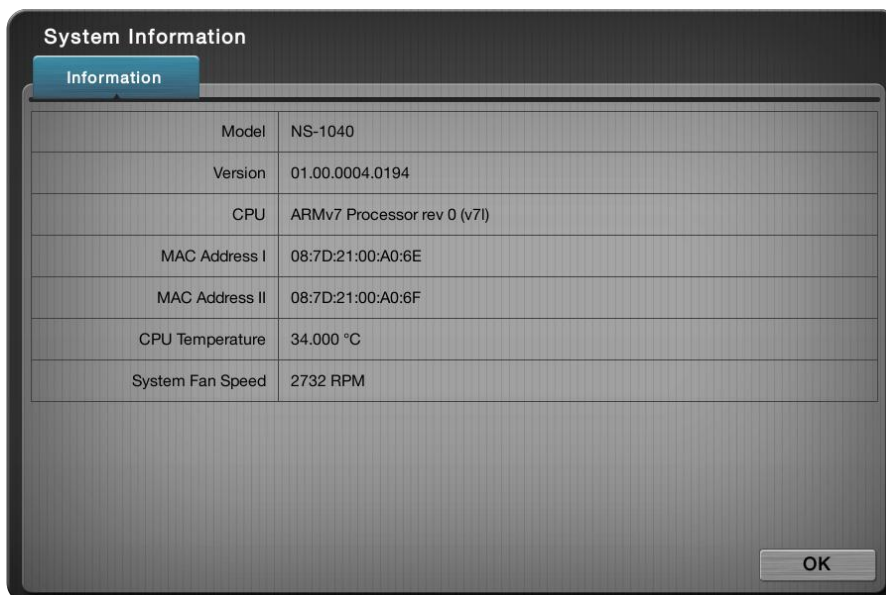 System Information
Information
Model NS-1040
Version 01.00.0004.0194
CPU ARMv7 Processor rev 0 (v7l)
MAC Address I 08:7D:21:00:A0:6E
MAC Address II 08:7D:21:00:A0:6F
CPU Temperature 34.000 °C
System Fan Speed 2732 RPM
OK